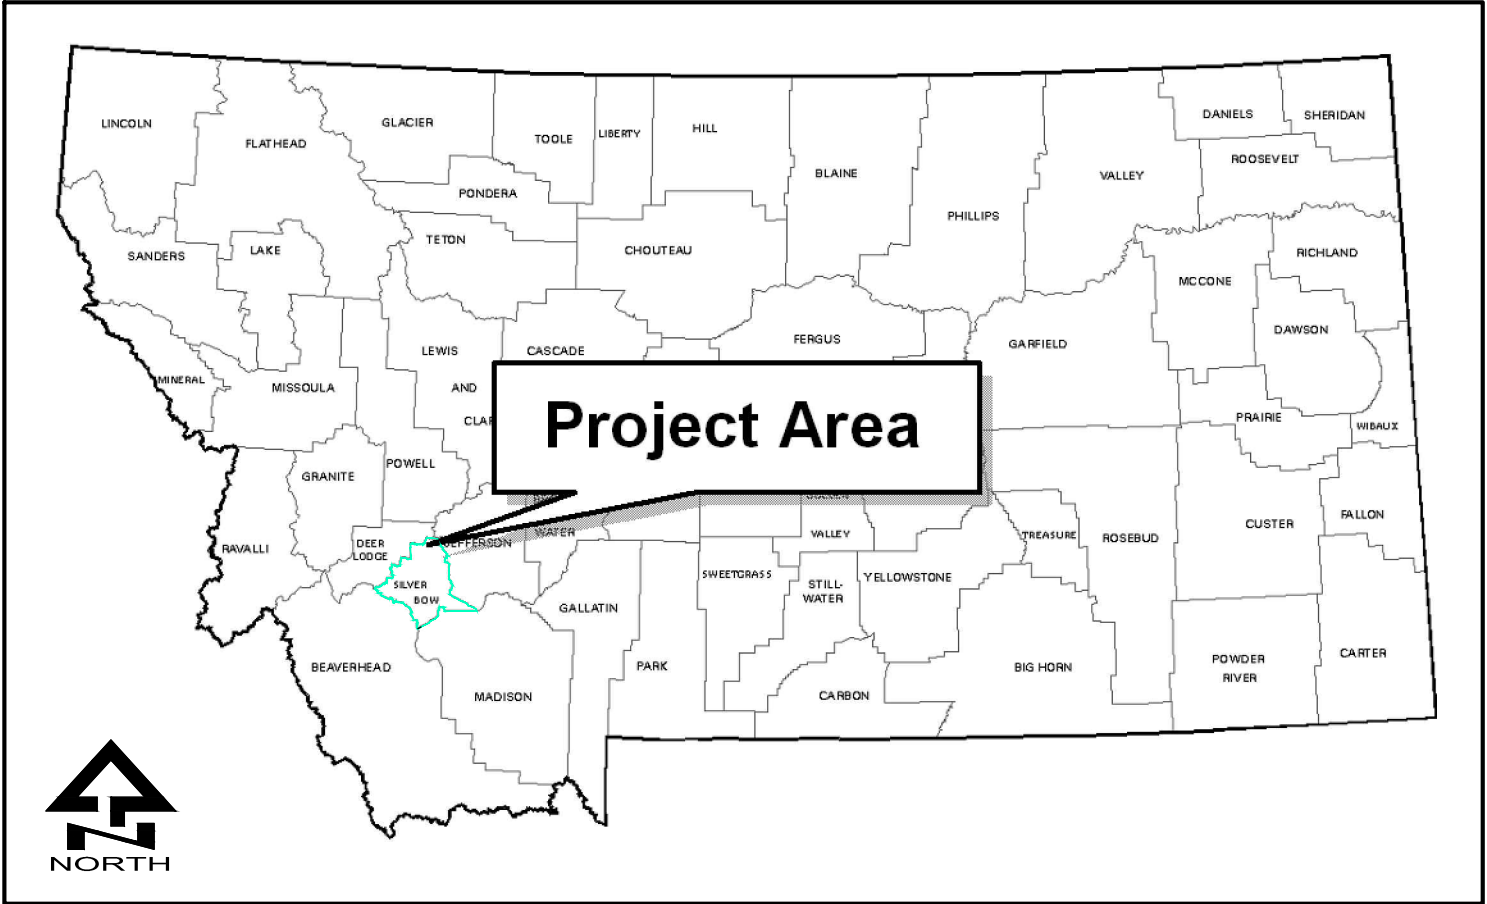 LINCOLN
FLATHEAD
GLACIER
TOOLE
LIBERTY
HILL
BLAINE
PHILLIPS
VALLEY
DANIELS
SHERIDAN
ROOSEVELT
PONDERA
TETON
CHOUTEAU
SANDERS
LAKE
RICHLAND
MCCONE
DAWSON
LEWIS
AND
CASCADE
FERGUS
GARFIELD
MINERAL
MISSOULA
Project Area
PRAIRIE
WIBAUX
GRANITE
POWELL
RAVALLI
DEER
LODGE
JEFFERSON
WATER
VALLEY
TREASURE
ROSEBUD
CUSTER
FALLON
SILVER
BOW
GALLATIN
SWEETGRASS
STILL-
WATER
YELLOWSTONE
BEAVERHEAD
MADISON
PARK
CARBON
BIG HORN
POWDER
RIVER
CARTER
NORTH